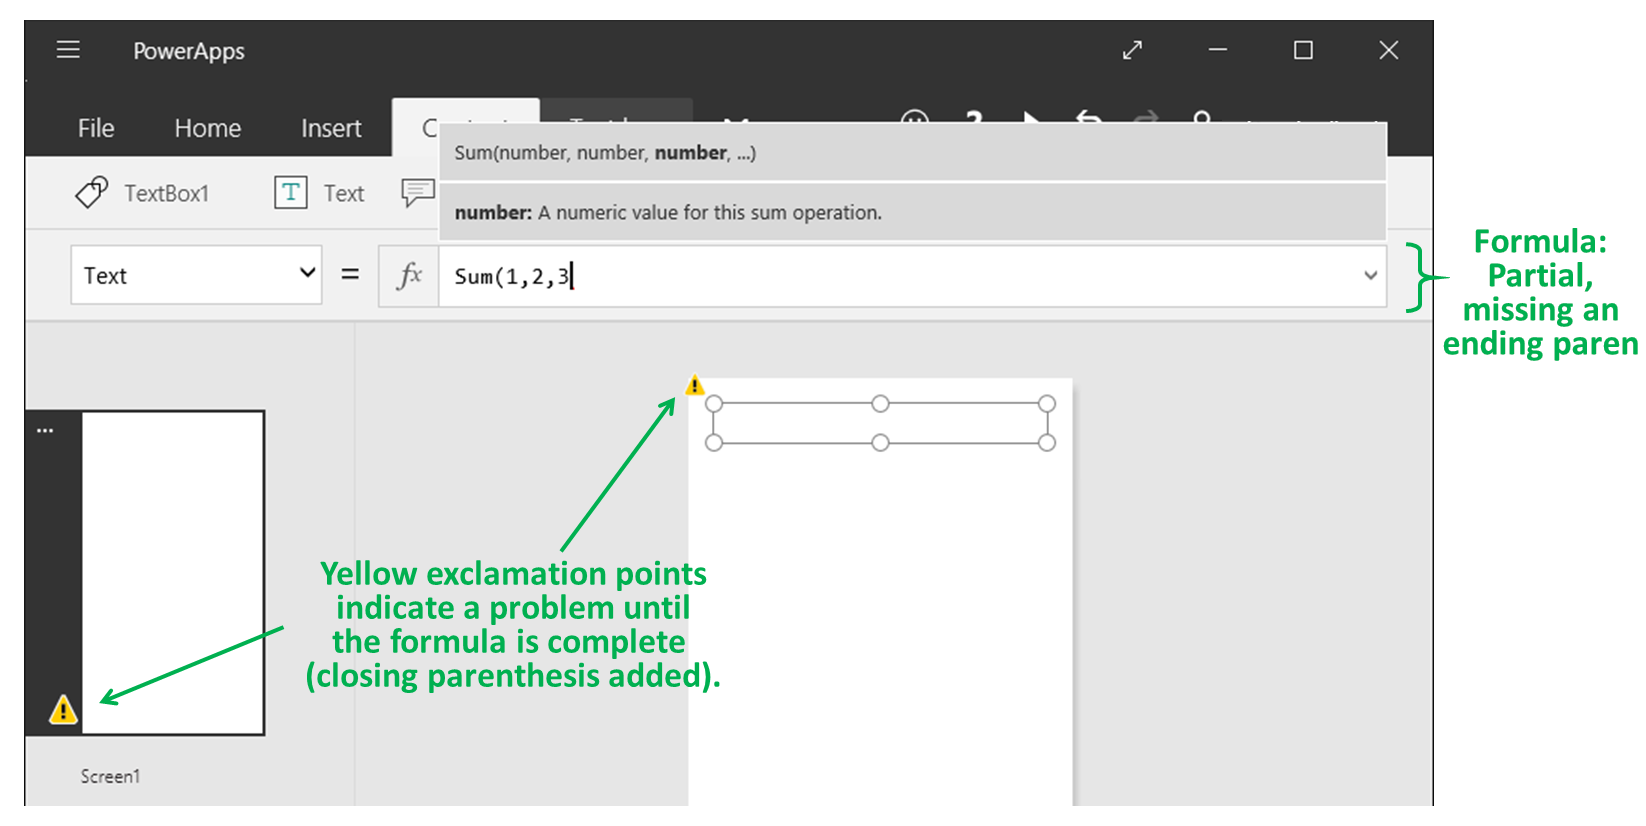 PowerApps
File Home Insert
Sum(number, number, number, ...)
TextBox1 Text
number: A numeric value for this sum operation.
Text = fx Sum(1,2,3
Formula:
Partial,
missing an
ending paren
...
Yellow exclamation points
indicate a problem until
the formula is complete
(closing parenthesis added).
Screen1